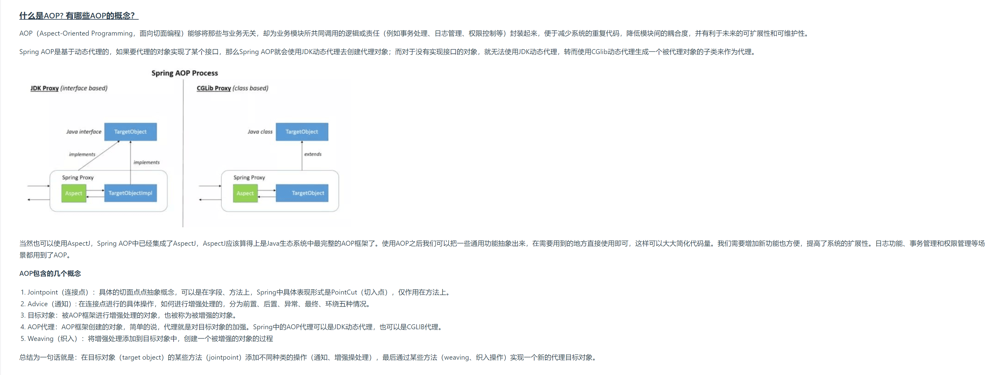 什么是AOP? 有哪些AOP的概念？
AOP（Aspect-Oriented Programming，面向切面编程）能够将那些与业务无关，却为业务模块所共同调用的逻辑或责任（例如事务处理、日志管理、权限控制等）封装起来，便于减少系统的重复代码，降低模块间的耦合度，并有利于未来的可扩展性和可维护性。
Spring AOP是基于动态代理的，如果要代理的对象实现了某个接口，那么Spring AOP就会使用JDK动态代理去创建代理对象；而对于没有实现接口的对象，就无法使用JDK动态代理，转而使用CGlib动态代理生成一个被代理对象的子类来作为代理。
Spring AOP Process
JDK Proxy (interface based)
Java interface
TargetObject
implements
implements
Spring Proxy
Aspect
TargetObjectImpl
CGLib Proxy (class based)
Java class
TargetObject
extends
Spring Proxy
Aspect
TargetObject
当然也可以使用AspectJ，Spring AOP中已经集成了AspectJ，AspectJ应该算得上是Java生态系统中最完整的AOP框架了。使用AOP之后我们可以把一些通用功能抽象出来，在需要用到的地方直接使用即可，这样可以大大简化代码量。我们需要增加新功能也方便，提高了系统的扩展性。日志功能、事务管理和权限管理等场
景都用到了AOP。
AOP包含的几个概念
1. Jointpoint（连接点）：具体的切面点点抽象概念，可以是在字段、方法上，Spring中具体表现形式是PointCut（切入点），仅作用在方法上。
2. Advice（通知）: 在连接点进行的具体操作，如何进行增强处理的，分为前置、后置、异常、最终、环绕五种情况。
3. 目标对象：被AOP框架进行增强处理的对象，也被称为被增强的对象。
4. AOP代理：AOP框架创建的对象，简单的说，代理就是对目标对象的加强。Spring中的AOP代理可以是JDK动态代理，也可以是CGLIB代理。
5. Weaving（织入）：将增强处理添加到目标对象中，创建一个被增强的对象的过程
总结为一句话就是：在目标对象（target object）的某些方法（jointpoint）添加不同种类的操作（通知、增强操处理），最后通过某些方法（weaving、织入操作）实现一个新的代理目标对象。